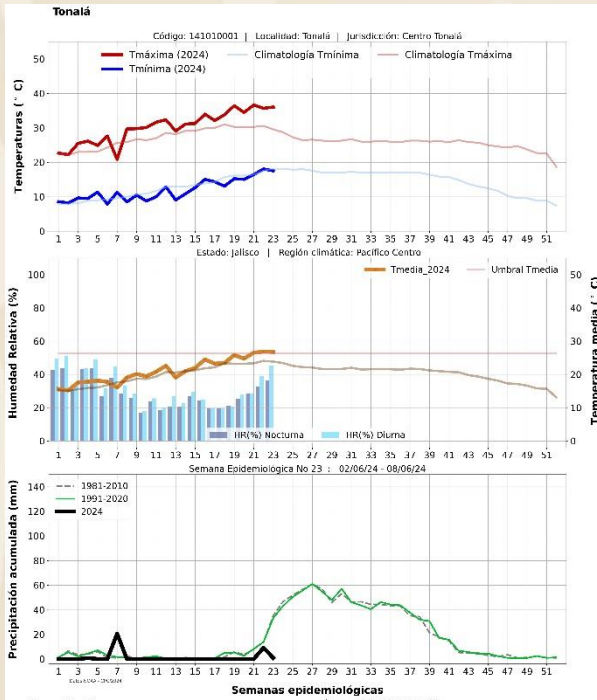 Tonalá
Código: 141010001 | Localidad: Tonalá | Jurisdicción: Centro Tonalá
Temperaturas (° C)
50
40
30
20
10
0
Tmáxima (2024)
Tmínima (2024)
Climatología Tmínima
Climatología Tmáxima
1 3 5 7 9 11 13 15 17 19 21 23 25 27 29 31 33 35 37 39 41 43 45 47 49 51
Estado: Jalisco | Región climática: Pacífico Centro
Humedad Relativa (%)
100
80
60
40
20
0
Tmedia_2024
Umbral Tmedia
50
40
30
20
10
0
Temperatura media (° C)
HR(%) Nocturna
HR(%) Diurna
1 3 5 7 9 11 13 15 17 19 21 23 25 27 29 31 33 35 37 39 41 43 45 47 49 51
Semana Epidemiológica No 23 : 02/06/24 - 08/06/24
Precipitación acumulada (mm)
140
120
100
80
60
40
20
0
1981-2010
1991-2020
2024
1 3 5 7 9 11 13 15 17 19 21 23 25 27 29 31 33 35 37 39 41 43 45 47 49 51
Semanas epidemiológicas